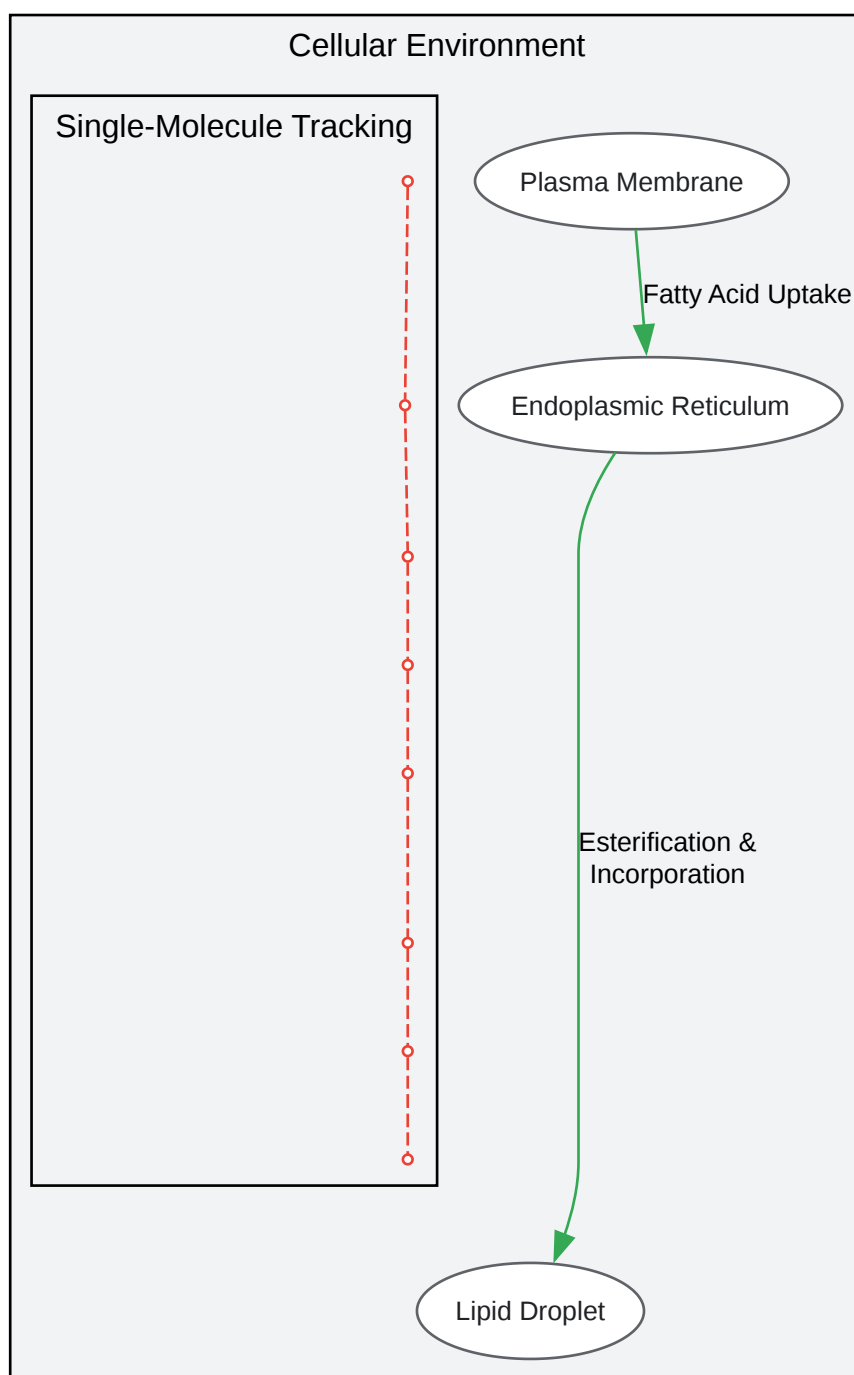 Cellular Environment
Single-Molecule Tracking
Plasma Membrane
Fatty Acid Uptake
Endoplasmic Reticulum
Esterification &
Incorporation
Lipid Droplet